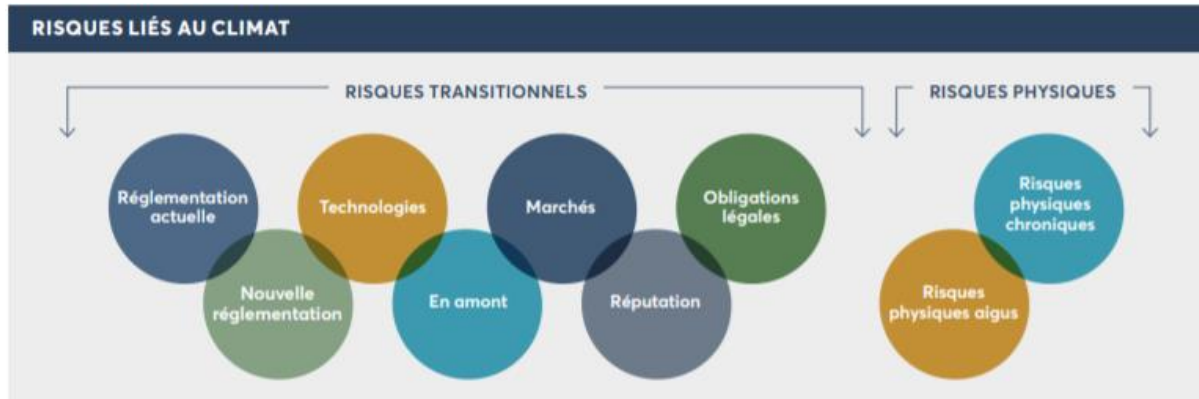 RISQUES LIÉS AU CLIMAT
RISQUES TRANSITIONNELS
RISQUES PHYSIQUES
Réglementation
actuelle
Nouvelle
réglementation
Technologies
En amont
Marchés
Réputation
Obligations
légales
Risques
physiques
chroniques
Risques
physiques aigus